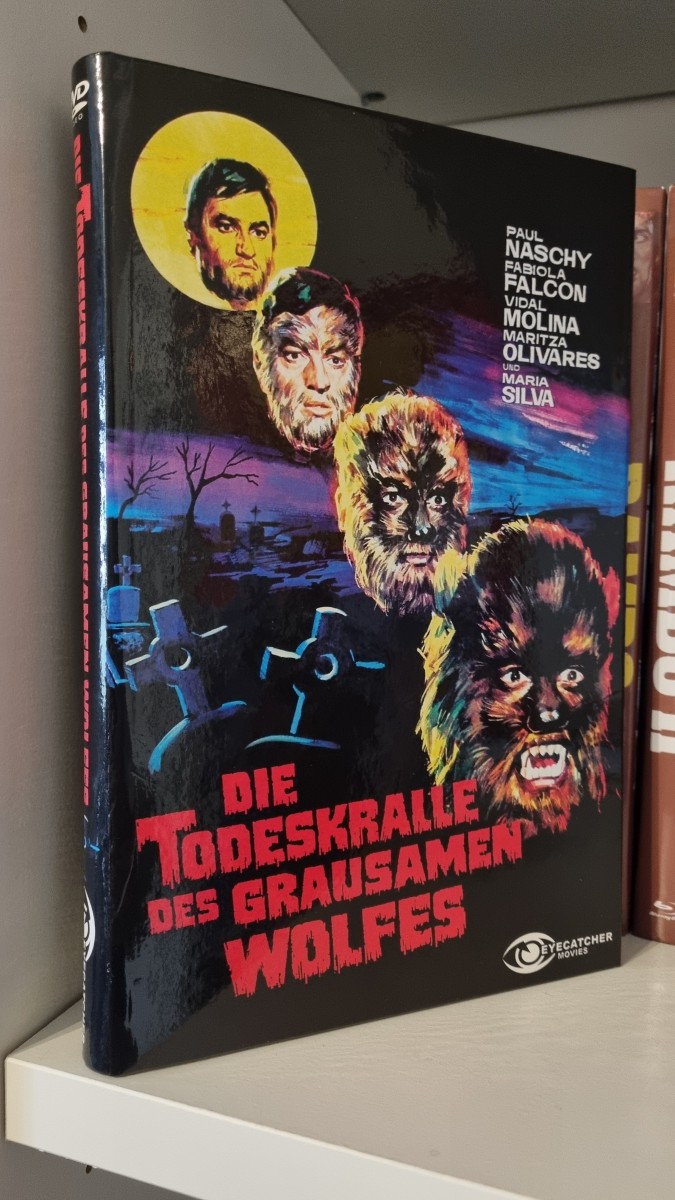 PAUL
NASCHY
FABIOLA
FALCON
VIDAL
MOLINA
MARITZA
OLIVARES
UND
MARIA
SILVA
DIE
TODESKRALLE
DES GRAUSAMEN
WOLFES
EYECATCHER
MOVIES
DIE TODESKRALLE DES GRAUSAMEN WOLFES